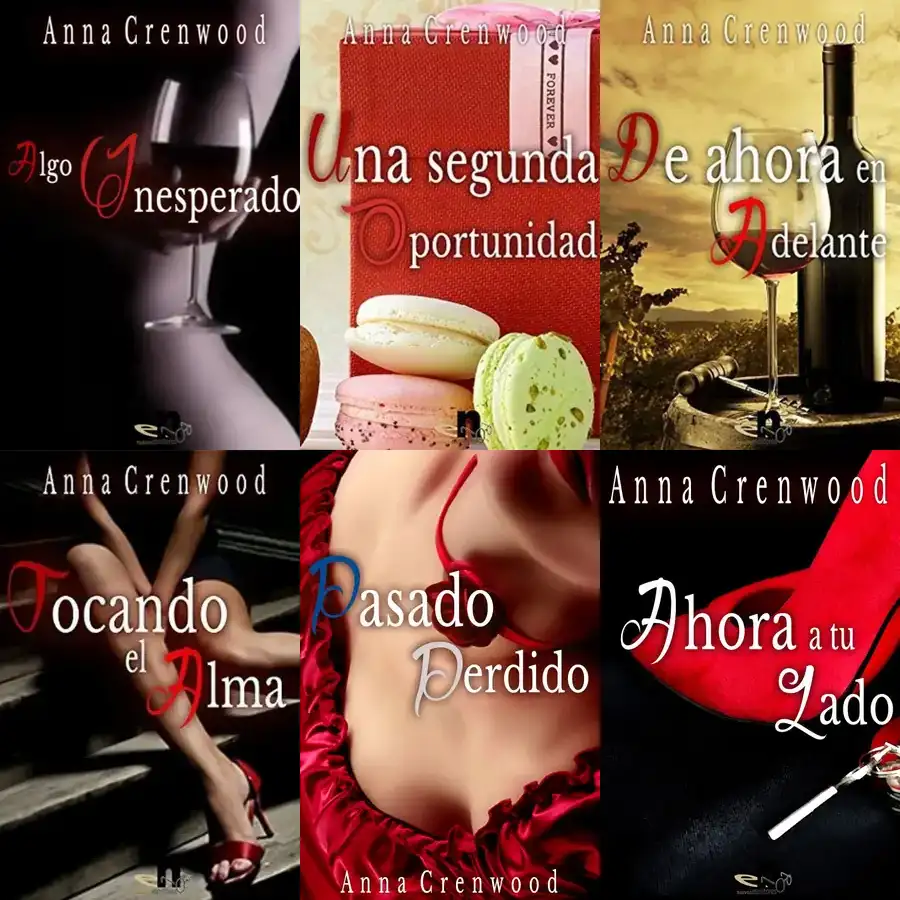 Anna Crenwood
Algo Inesperado
Anna Crenwood
FOREVER
Una segunda
Oportunidad
Anna Crenwood
De ahora en
Adelante
Anna Crenwood
Tocando
el
Alma
Pasado
Perdido
Anna Crenwood
Anna Crenwood
Ahora a tu
Lado